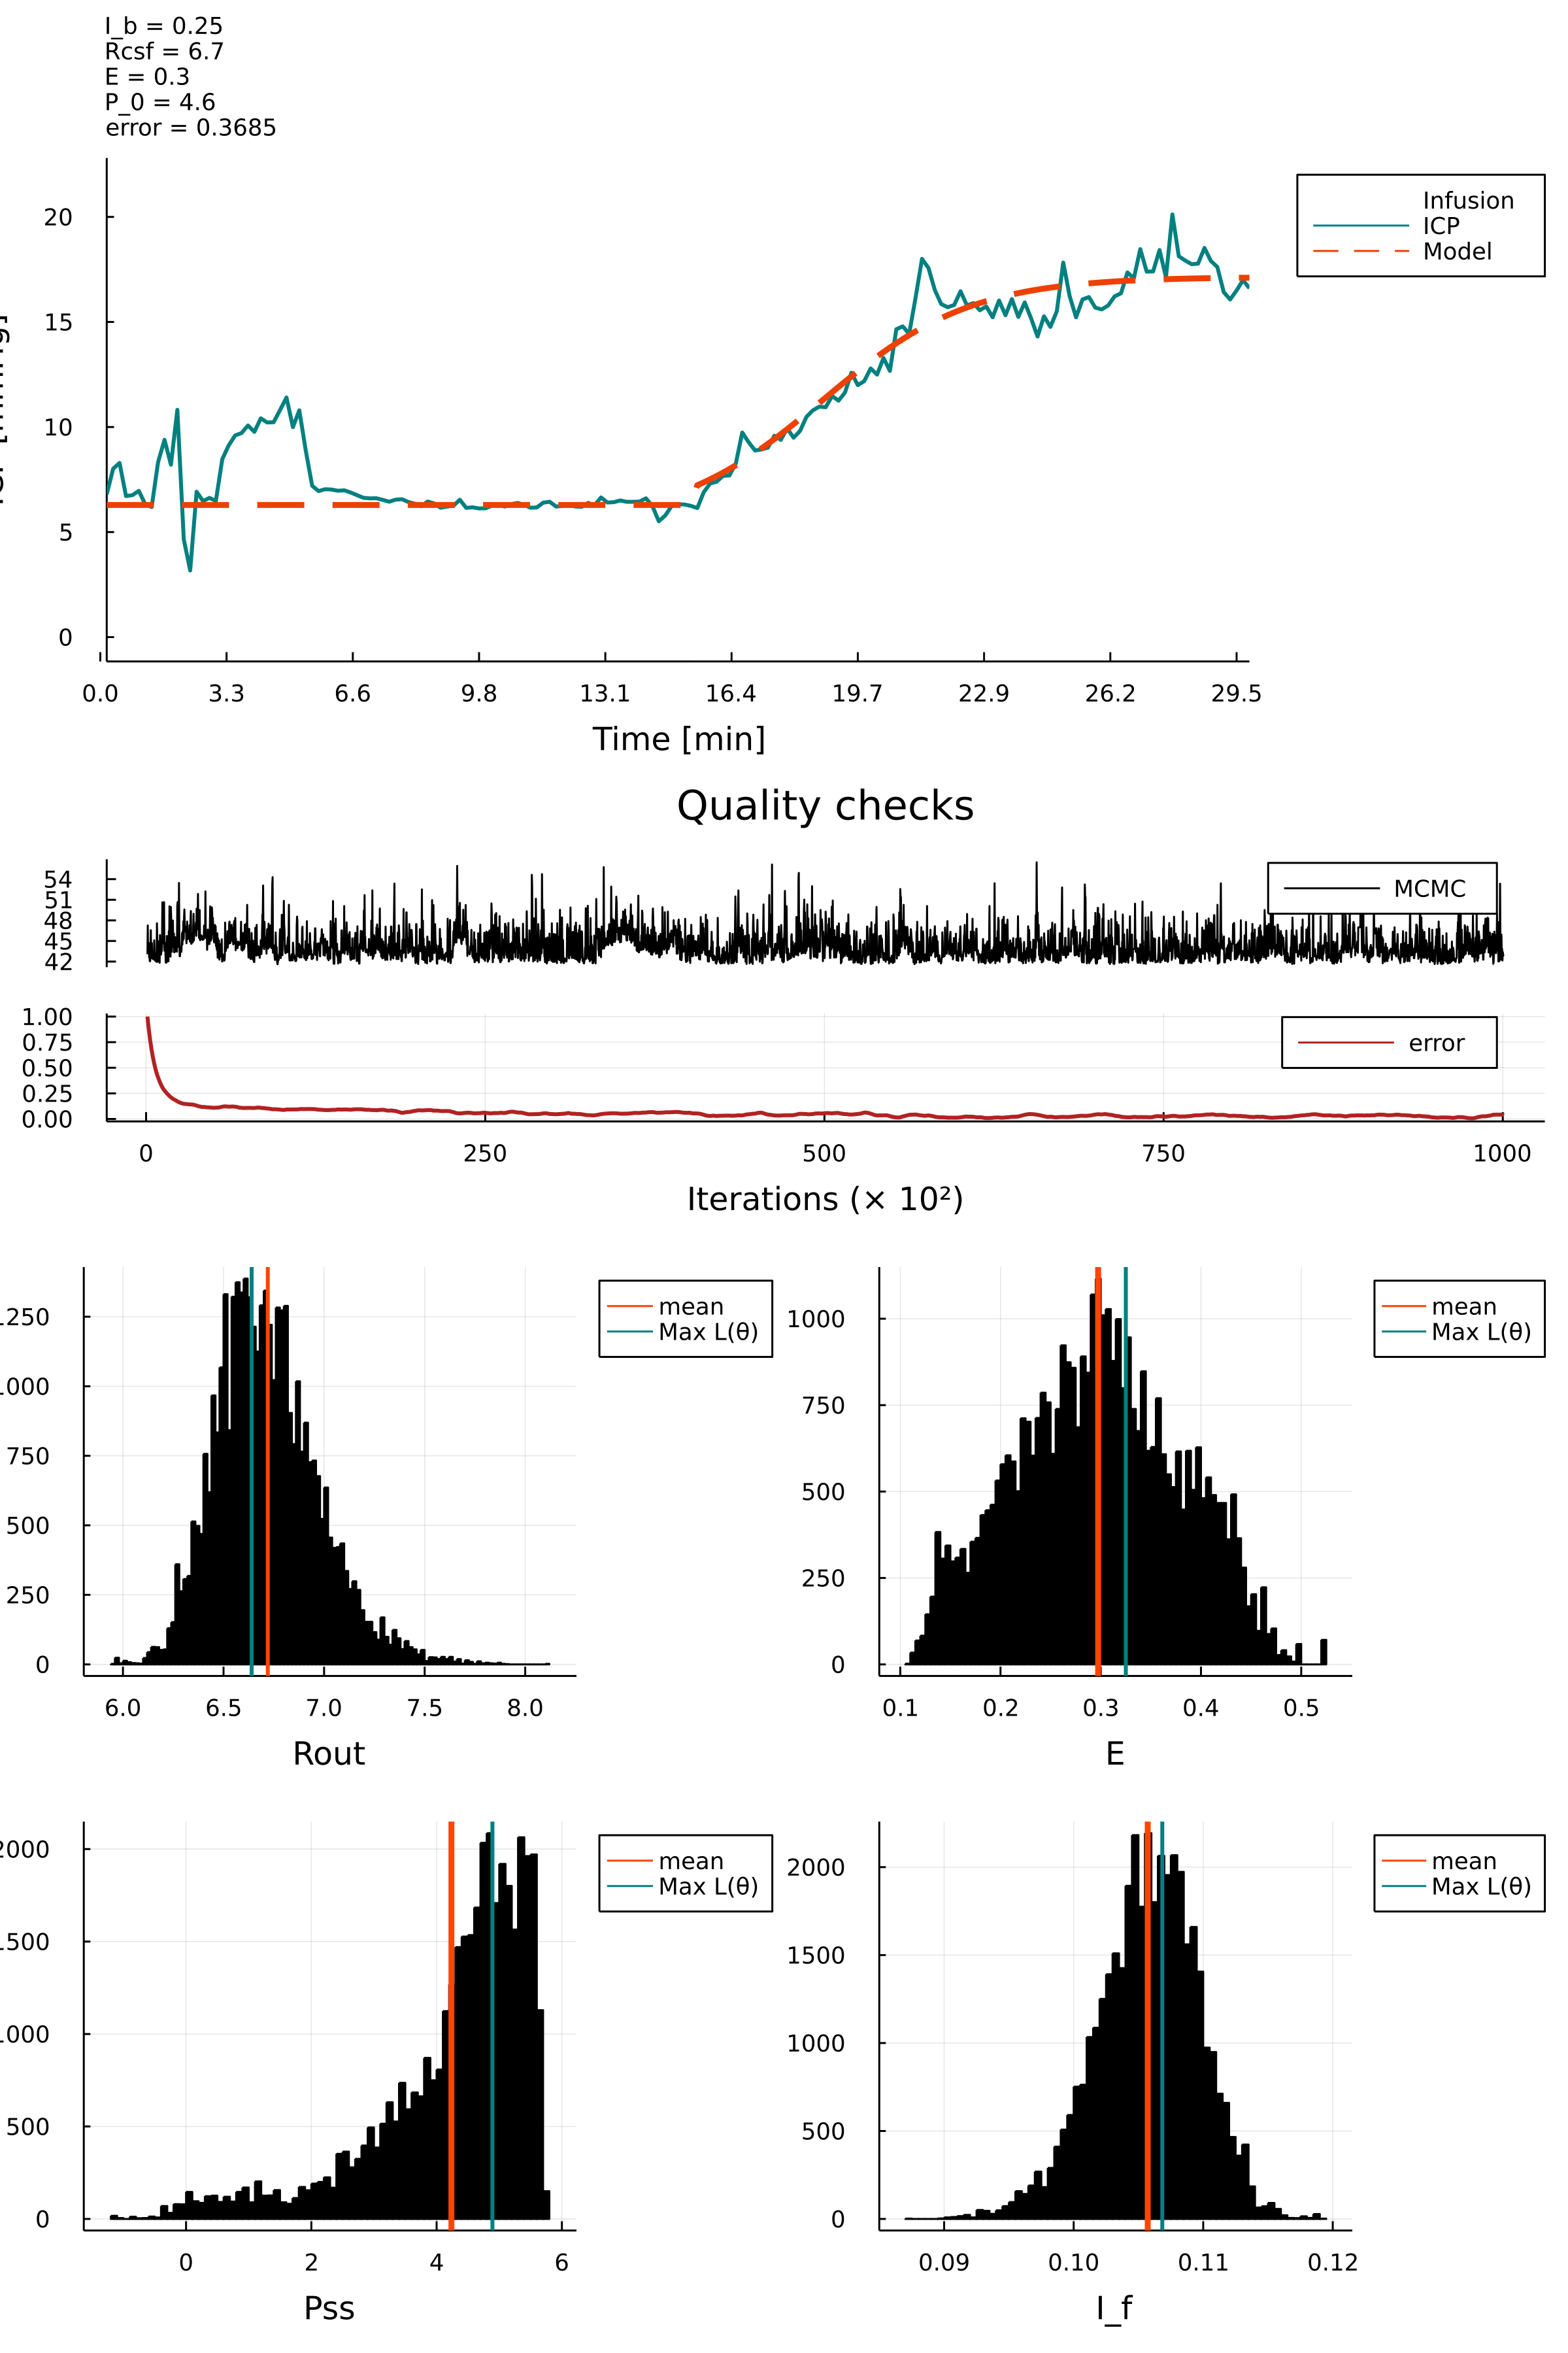 I_b = 0.25
Rcsf = 6.7
E = 0.3
P_0 = 4.6
error = 0.3685
Infusion
ICP
Model
20
15
10
5
0
0.0 3.3 6.6 9.8 13.1 16.4 19.7 22.9 26.2 29.5
Time [min]
Quality checks
54
51
48
45
42
MCMC
1.00
0.75
0.50
0.25
0.00
error
0 250 500 750 1000
Iterations (× 10²)
mean
Max L(θ)
250
000
750
500
250
0
6.0 6.5 7.0 7.5 8.0
Rout
mean
Max L(θ)
1000
750
500
250
0
0.1 0.2 0.3 0.4 0.5
E
mean
Max L(θ)
2000
500
000
500
0
0 2 4 6
Pss
mean
Max L(θ)
2000
1500
1000
500
0
0.09 0.10 0.11 0.12
I_f